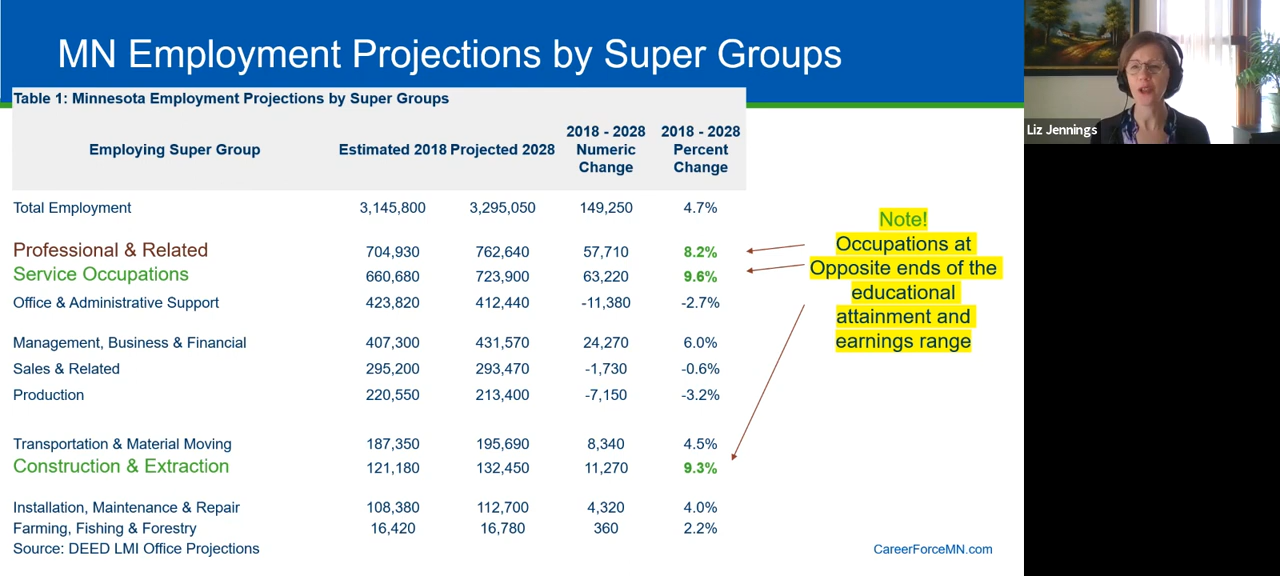 MN Employment Projections by Super Groups
Liz Jennings
Table 1: Minnesota Employment Projections by Super Groups
Employing Super Group Estimated 2018 Projected 2028 2018 - 2028 Numeric Change 2018 - 2028 Percent Change
Total Employment 3,145,800 3,295,050 149,250 4.7%
Professional & Related 704,930 762,640 57,710 8.2%
Service Occupations 660,680 723,900 63,220 9.6%
Office & Administrative Support 423,820 412,440 -11,380 -2.7%
Management, Business & Financial 407,300 431,570 24,270 6.0%
Sales & Related 295,200 293,470 -1,730 -0.6%
Production 220,550 213,400 -7,150 -3.2%
Transportation & Material Moving 187,350 195,690 8,340 4.5%
Construction & Extraction 121,180 132,450 11,270 9.3%
Installation, Maintenance & Repair 108,380 112,700 4,320 4.0%
Farming, Fishing & Forestry 16,420 16,780 360 2.2%
Source: DEED LMI Office Projections
Note!
Occupations at
Opposite ends of the
educational
attainment and
earnings range
CareerForceMN.com